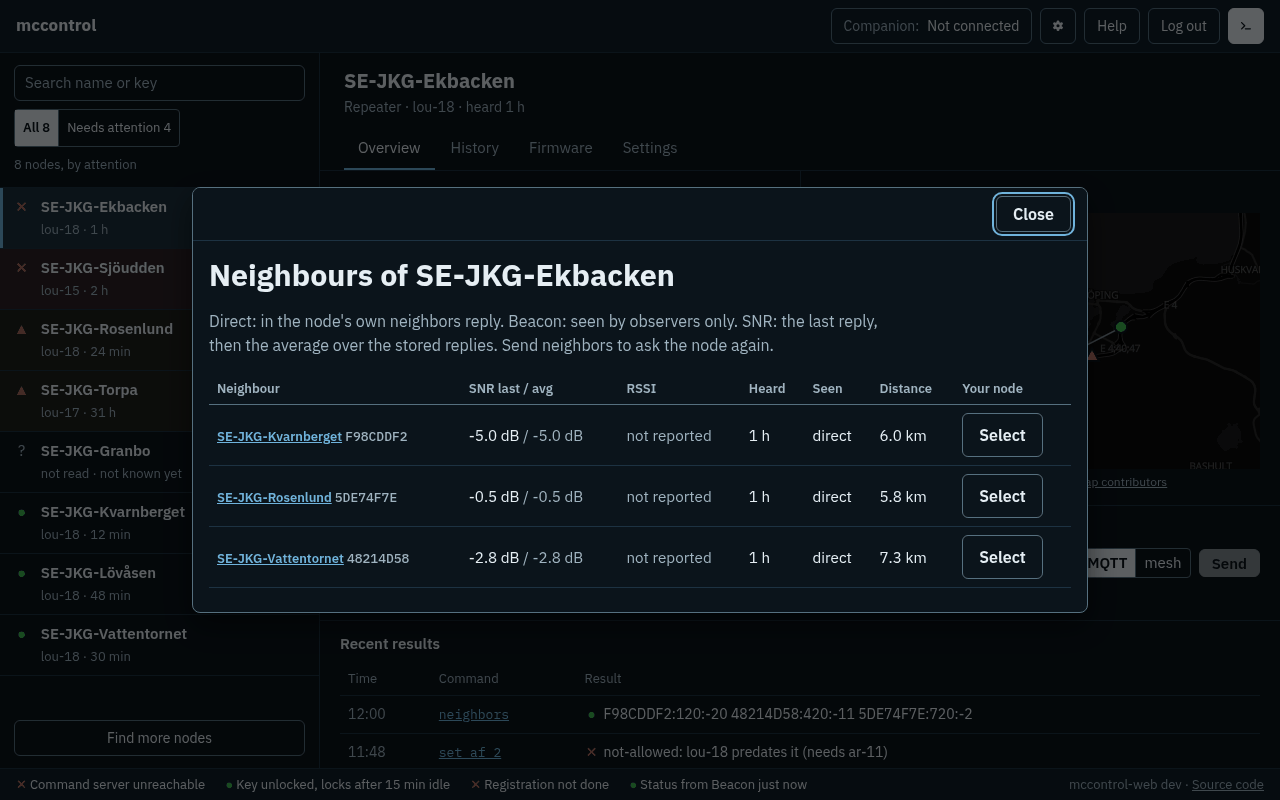 mccontrol
Companion: Not connected
Help
Log out
Search name or key
All 8
Needs attention 4
8 nodes, by attention
SE-JKG-Ekbacken
lou-18 · 1 h
SE-JKG-Sjöudden
lou-15 · 2 h
SE-JKG-Rosenlund
lou-18 · 24 min
SE-JKG-Torpa
lou-17 · 31 h
SE-JKG-Granbo
not read · not known yet
SE-JKG-Kvarnberget
lou-18 · 12 min
SE-JKG-Lövåsen
lou-18 · 48 min
SE-JKG-Vattentornet
lou-18 · 30 min
Find more nodes
SE-JKG-Ekbacken
Repeater · lou-18 · heard 1 h
Overview History Firmware Settings
Close
Neighbours of SE-JKG-Ekbacken
Direct: in the node's own neighbors reply. Beacon: seen by observers only. SNR: the last reply,
then the average over the stored replies. Send neighbors to ask the node again.
Neighbour SNR last / avg RSSI Heard Seen Distance Your node
SE-JKG-Kvarnberget F98CDDF2 -5.0 dB / -5.0 dB not reported 1 h direct 6.0 km Select
SE-JKG-Rosenlund 5DE74F7E -0.5 dB / -0.5 dB not reported 1 h direct 5.8 km Select
SE-JKG-Vattentornet 48214D58 -2.8 dB / -2.8 dB not reported 1 h direct 7.3 km Select
E 4
BASHULT
contributors
MQTT mesh Send
Recent results
Time Command Result
12:00 neighbors F98CDDF2:120:-20 48214D58:420:-11 5DE74F7E:720:-2
11:48 set af 2 not-allowed: lou-18 predates it (needs ar-11)
Command server unreachable Key unlocked, locks after 15 min idle Registration not done Status from Beacon just now
mccontrol-web dev · Source code